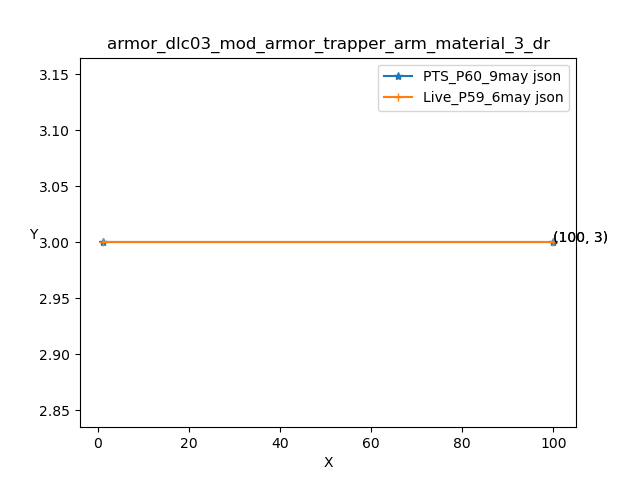 armor_dlc03_mod_armor_trapper_arm_material_3_dr
PTS_P60_9may json
Live_P59_6may json
3.15
3.10
3.05
3.00
2.95
2.90
2.85
Y
(100, 3)
0
20
40
60
80
100
X